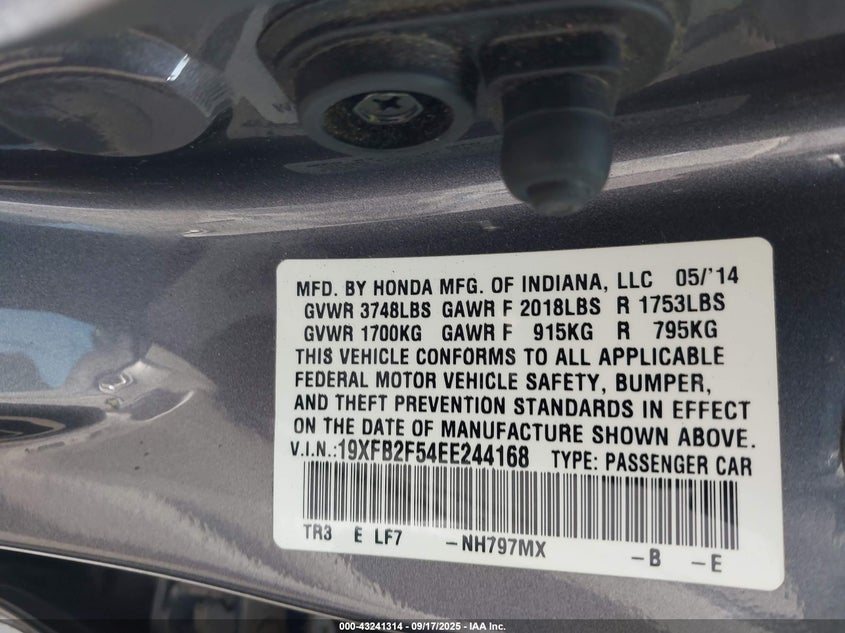 MFD. BY HONDA MFG. OF INDIANA, LLC 05/'14
GVWR 3748LBS GAWR F 2018LBS R 1753LBS
GVWR 1700KG GAWR F 915KG R 795KG
THIS VEHICLE CONFORMS TO ALL APPLICABLE
FEDERAL MOTOR VEHICLE SAFETY, BUMPER,
AND THEFT PREVENTION STANDARDS IN EFFECT
ON THE DATE OF MANUFACTURE SHOWN ABOVE.
V.I.N.:19XFB2F54EE244168 TYPE: PASSENGER CAR
TR3 E LF7 -NH797MX -B -E
000-43241314 - 09/17/2025 - IAA Inc.